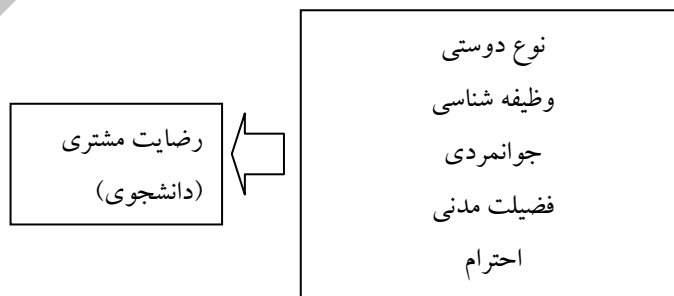 نوع دوستی
وظیفه شناسی
جوانمردی
فضیلت مدنی
احترام
رضایت مشتری
(دانشجوی)